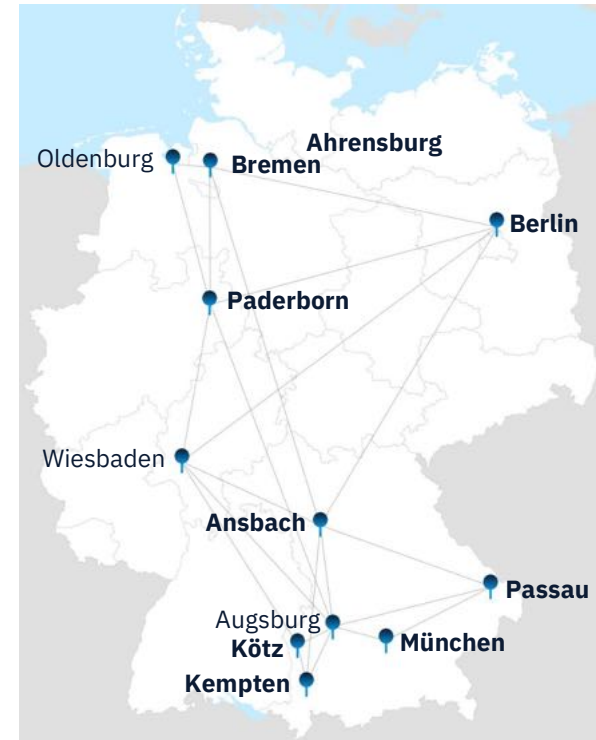 Ahrensburg
Oldenburg
Bremen
Berlin
Paderborn
Wiesbaden
Ansbach
Passau
Augsburg
Kötz
München
Kempten